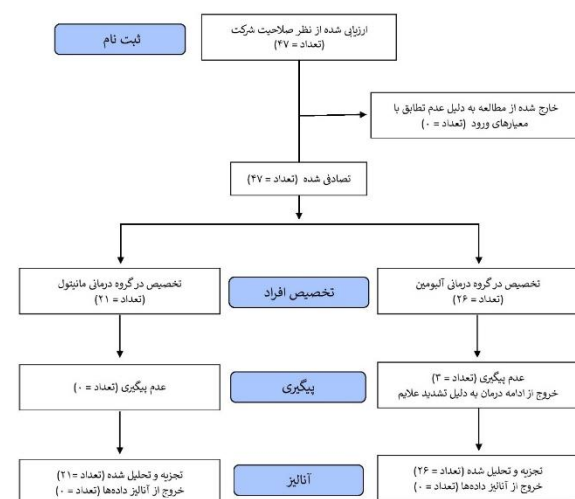 ثبت نام
ارزیابی شده از نظر صلاحیت شرکت
(تعداد = ۴۷)
خارج شده از مطالعه به دلیل عدم تطابق با
معیارهای ورود (تعداد = ۰)
تصادفی شده (تعداد = ۴۷)
تخصیص در گروه درمانی آلبومین
(تعداد = ۲۶)
تخصیص افراد
تخصیص در گروه درمانی مانیتول
(تعداد = ۲۱)
عدم پیگیری (تعداد = ۳)
خروج از ادامه درمان به دلیل تشدید علایم
پیگیری
عدم پیگیری (تعداد = ۰)
تجزیه و تحلیل شده (تعداد = ۲۶)
خروج از آنالیز داده‌ها (تعداد = ۰)
آنالیز
تجزیه و تحلیل شده (تعداد =۲۱)
خروج از آنالیز داده‌ها (تعداد = ۰)